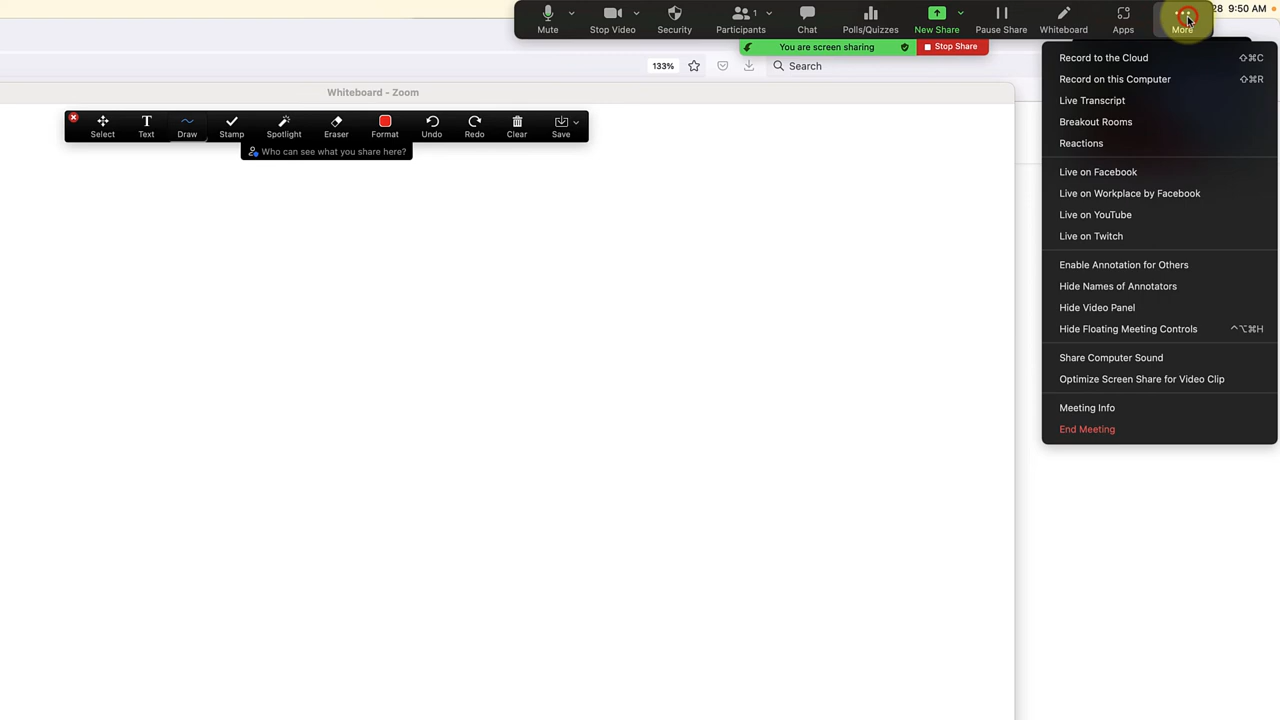 28 9:50 AM
Mute
Stop Video
Security
Participants 1
Chat
Polls/Quizzes
New Share
Pause Share
Whiteboard
Apps
More
You are screen sharing
Stop Share
133%
Search
Whiteboard - Zoom
Select
Text
Draw
Stamp
Spotlight
Eraser
Format
Undo
Redo
Clear
Save
Who can see what you share here?
Record to the Cloud ⇧⌘C
Record on this Computer ⇧⌘R
Live Transcript
Breakout Rooms
Reactions
Live on Facebook
Live on Workplace by Facebook
Live on YouTube
Live on Twitch
Enable Annotation for Others
Hide Names of Annotators
Hide Video Panel
Hide Floating Meeting Controls ^⌥⌘H
Share Computer Sound
Optimize Screen Share for Video Clip
Meeting Info
End Meeting